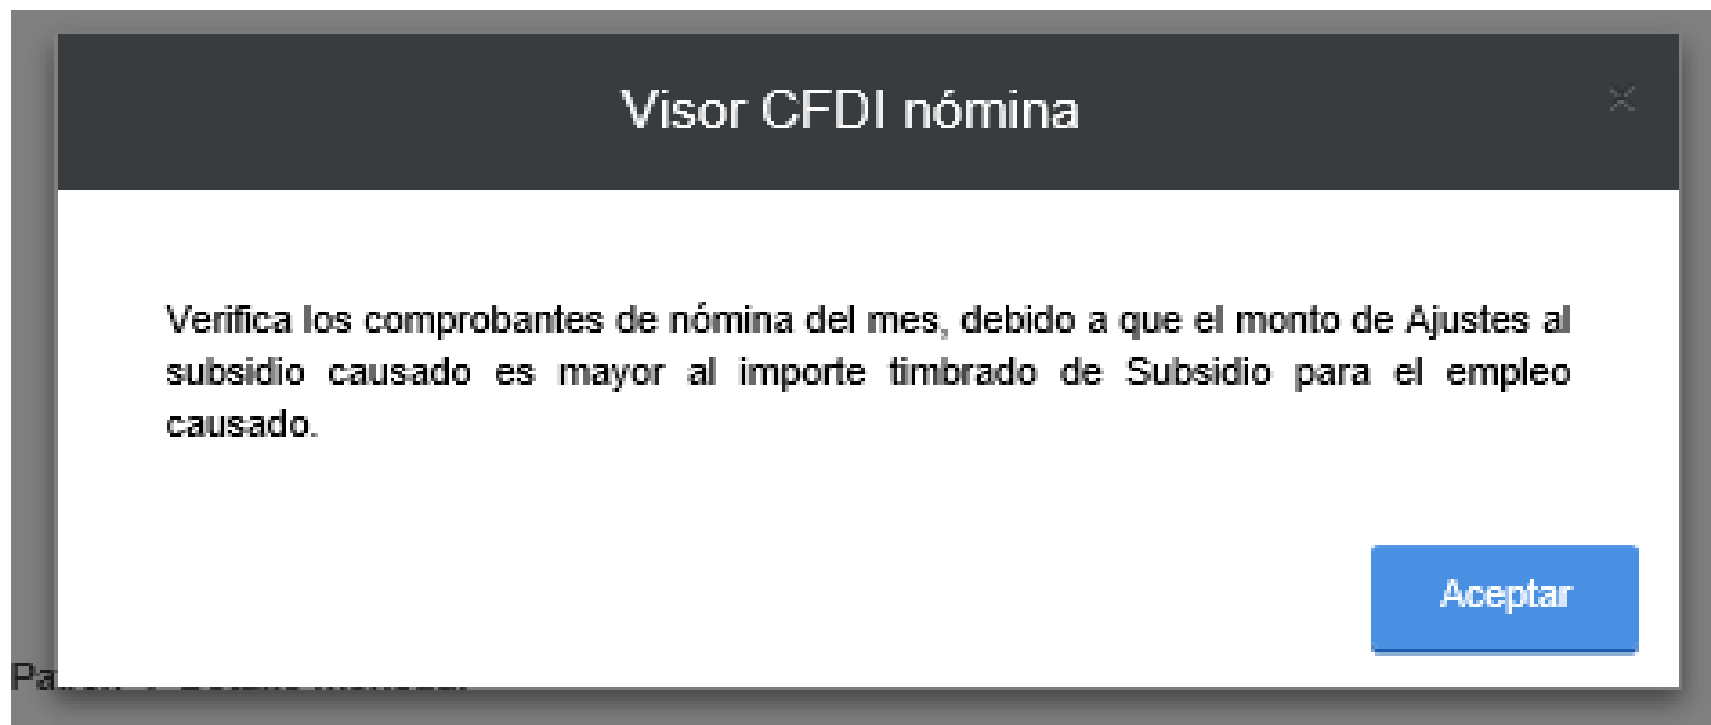 Visor CFDI nómina
×
Verifica los comprobantes de nómina del mes, debido a que el monto de Ajustes al
subsidio causado es mayor al importe timbrado de Subsidio para el empleo
causado.
Aceptar